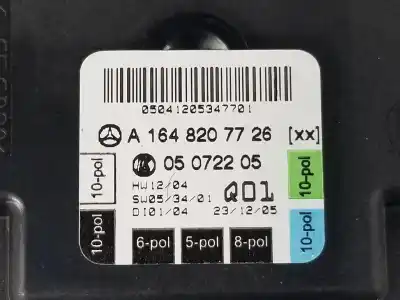 05041205347701
A 164 820 77 26 [xx]
05 0722 05
HW12/04
SW05/34/01 Q01
DI01/04 23/12/05
10-pol
10-pol
10-pol
10-pol
6-pol 5-pol 8-pol